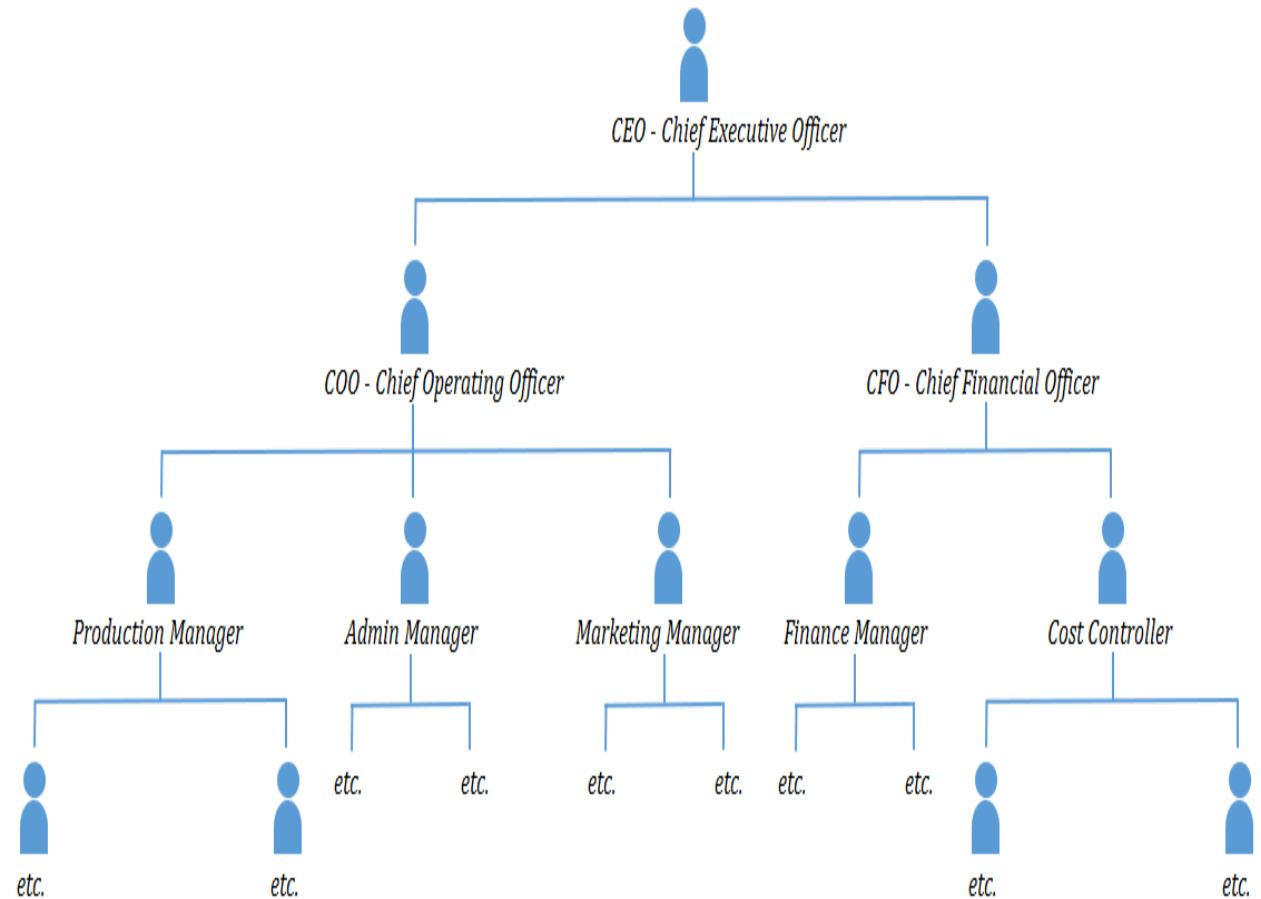 CEO - Chief Executive Officer
COO - Chief Operating Officer
CFO - Chief Financial Officer
Production Manager
Admin Manager
Marketing Manager
Finance Manager
Cost Controller
etc.
etc.
etc.
etc.
etc.
etc.
etc.
etc.
etc.
etc.